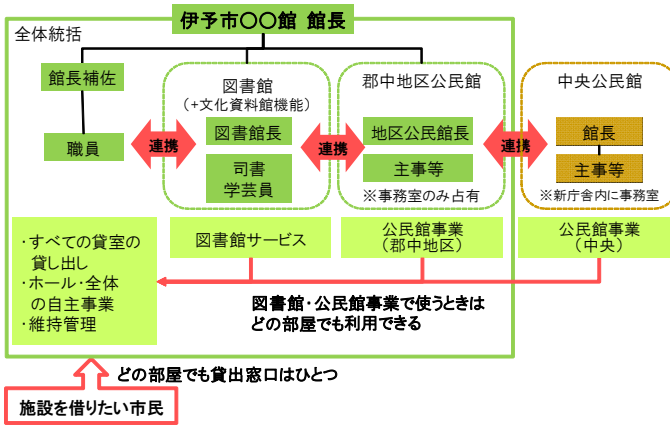 伊予市〇〇館 館長
全体統括
館長補佐
職員
連携
図書館
(+文化資料館機能)
図書館長
司書
学芸員
連携
郡中地区公民館
地区公民館長
主事等
※事務室のみ占有
連携
中央公民館
館長
主事等
※新庁舎内に事務室
・すべての貸室の
貸し出し
・ホール・全体
の自主事業
・維持管理
図書館サービス
公民館事業
(郡中地区)
公民館事業
(中央)
図書館・公民館事業で使うときは
どの部屋でも利用できる
どの部屋でも貸出窓口はひとつ
施設を借りたい市民